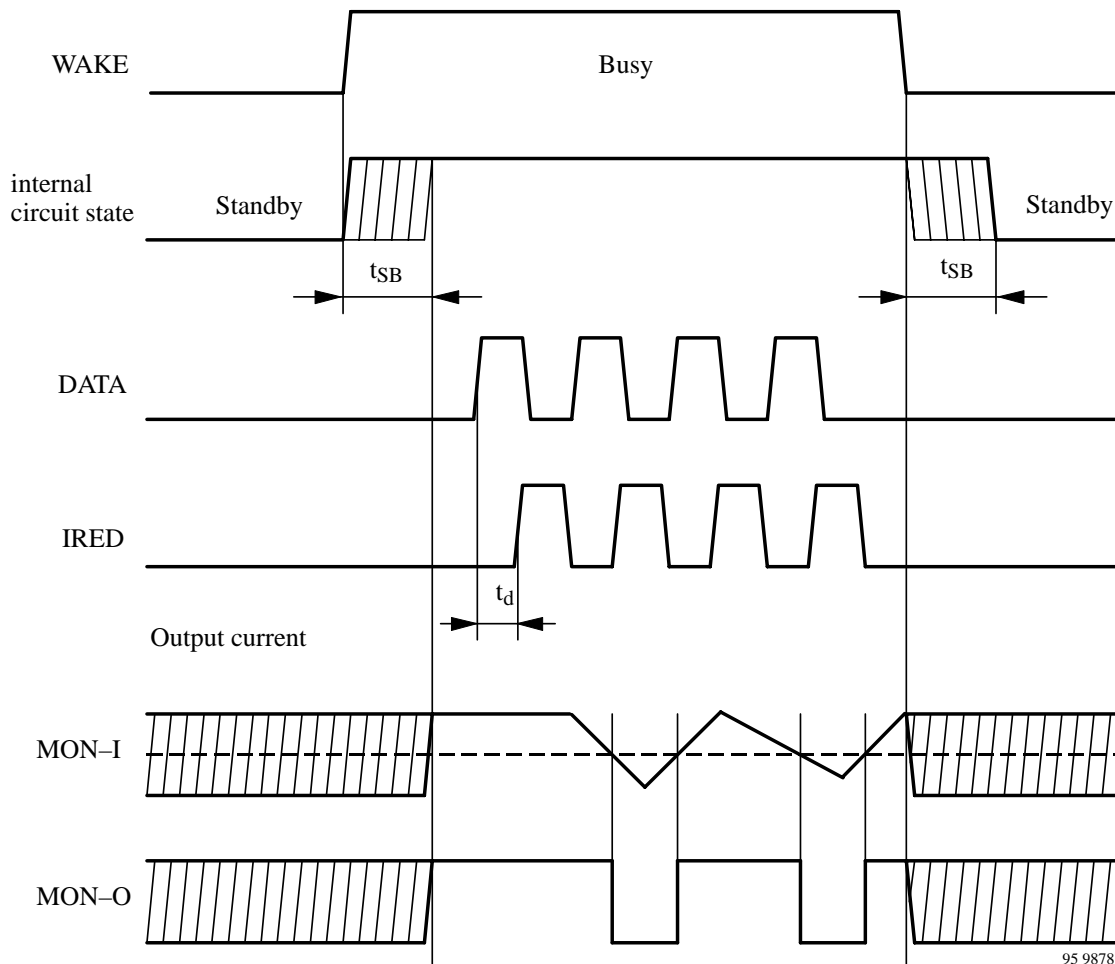 WAKE
Busy
internal
circuit state
Standby
Standby
tSB
tSB
DATA
IRED
td
Output current
MON–I
MON–O
95 9878